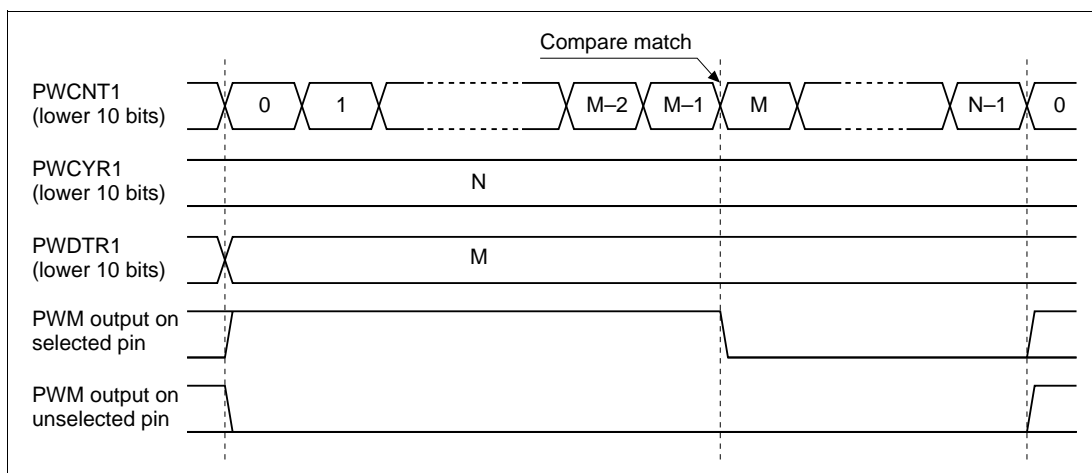 Compare match
PWCNT1
(lower 10 bits)
0 1 M–2 M–1 M N–1 0
PWCYR1
(lower 10 bits)
N
PWDTR1
(lower 10 bits)
M
PWM output on
selected pin
PWM output on
unselected pin